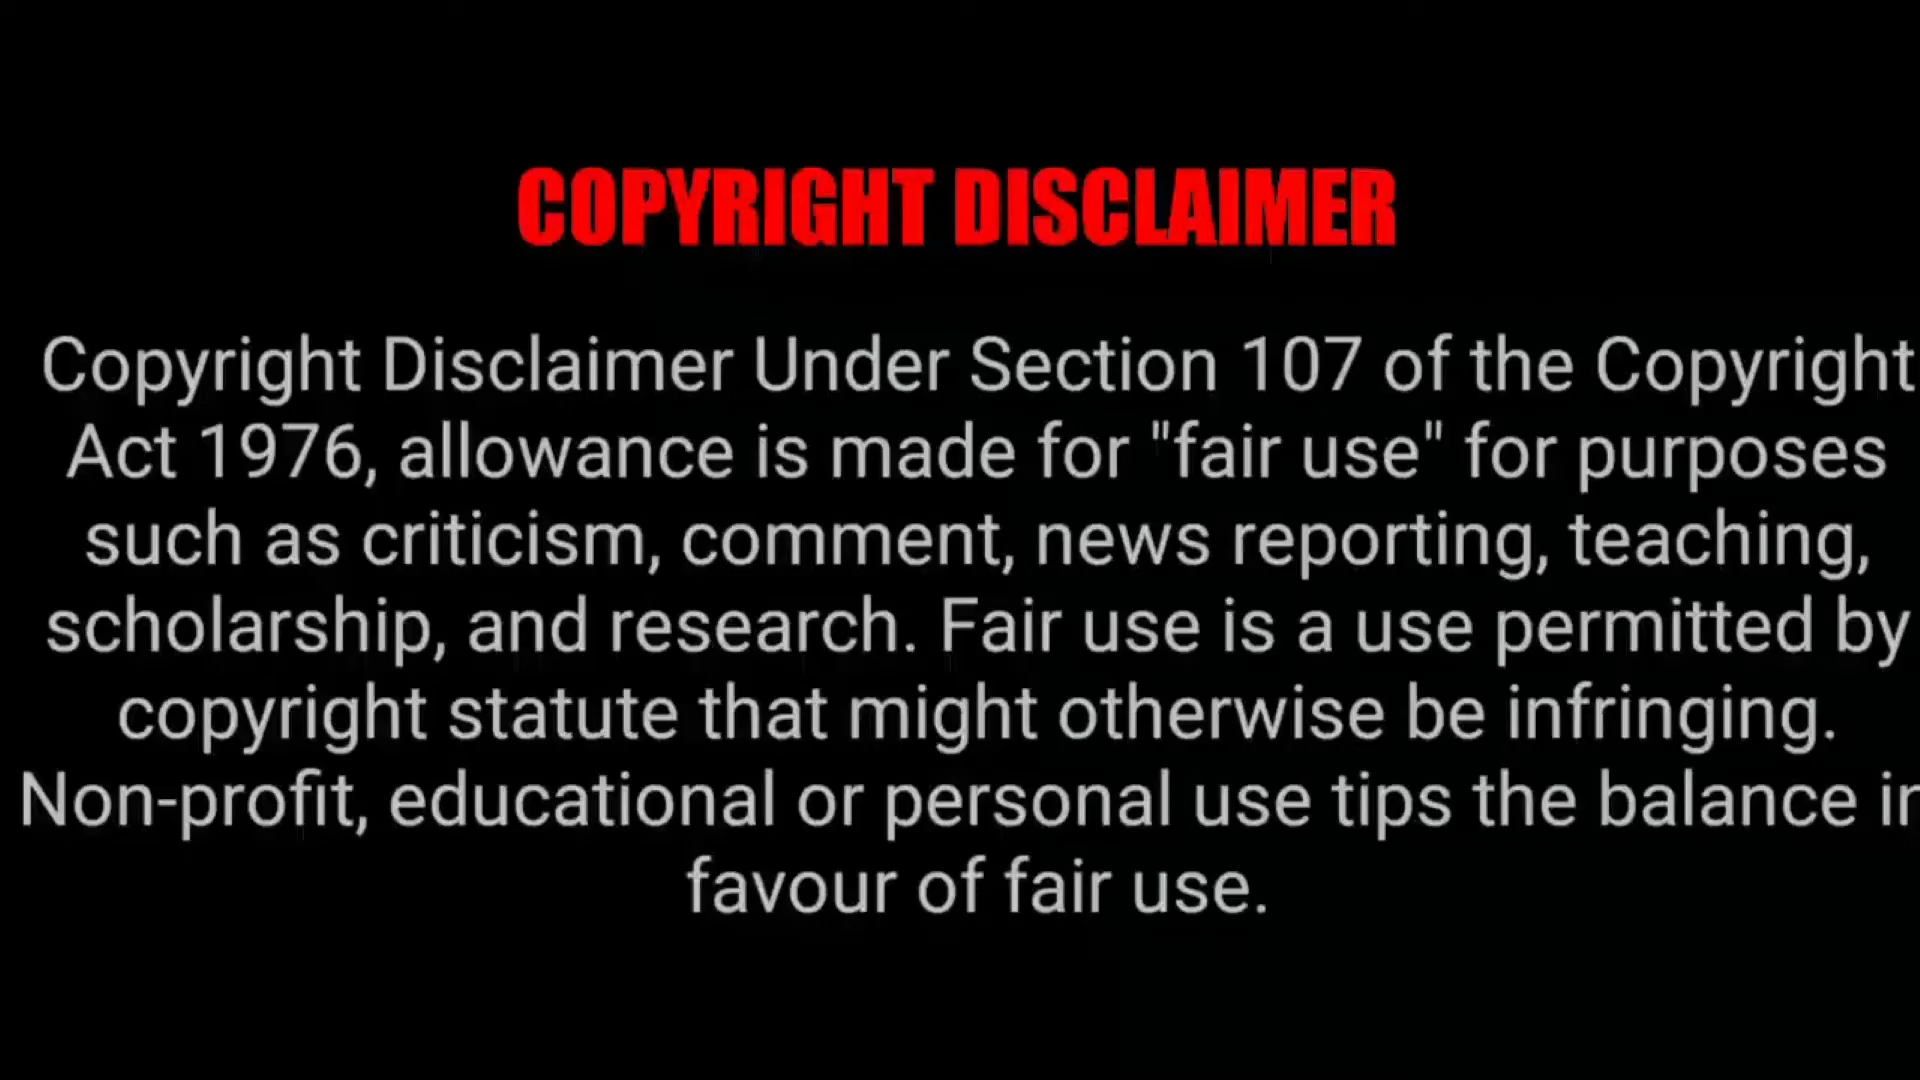 COPYRIGHT DISCLAIMER
Copyright Disclaimer Under Section 107 of the Copyright
Act 1976, allowance is made for "fair use" for purposes
such as criticism, comment, news reporting, teaching,
scholarship, and research. Fair use is a use permitted by
copyright statute that might otherwise be infringing.
Non-profit, educational or personal use tips the balance in
favour of fair use.